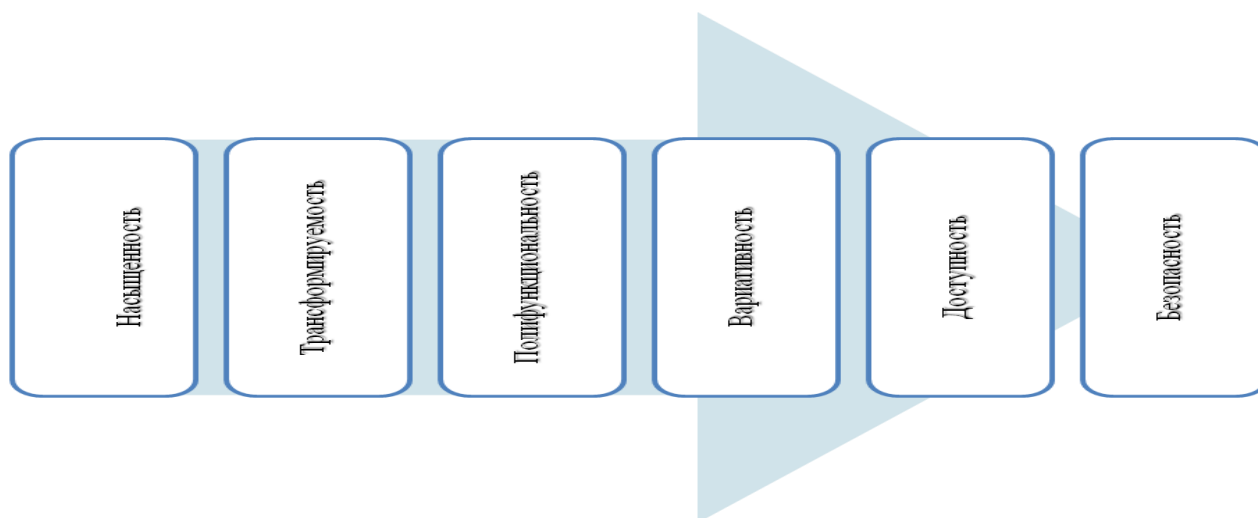 Насыщенность
Трансформируемость
Полифункциональность
Вариативность
Доступность
Безопасность